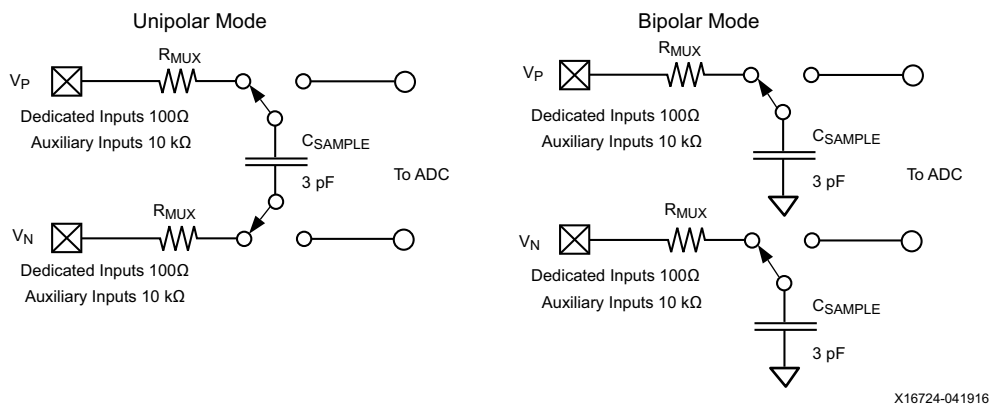 Unipolar Mode
RMUX
VP
Dedicated Inputs 100Ω
Auxiliary Inputs 10 kΩ
CSAMPLE
3 pF
To ADC
RMUX
VN
Dedicated Inputs 100Ω
Auxiliary Inputs 10 kΩ
Bipolar Mode
RMUX
VP
Dedicated Inputs 100Ω
Auxiliary Inputs 10 kΩ
CSAMPLE
3 pF
To ADC
RMUX
VN
Dedicated Inputs 100Ω
Auxiliary Inputs 10 kΩ
CSAMPLE
3 pF
X16724-041916